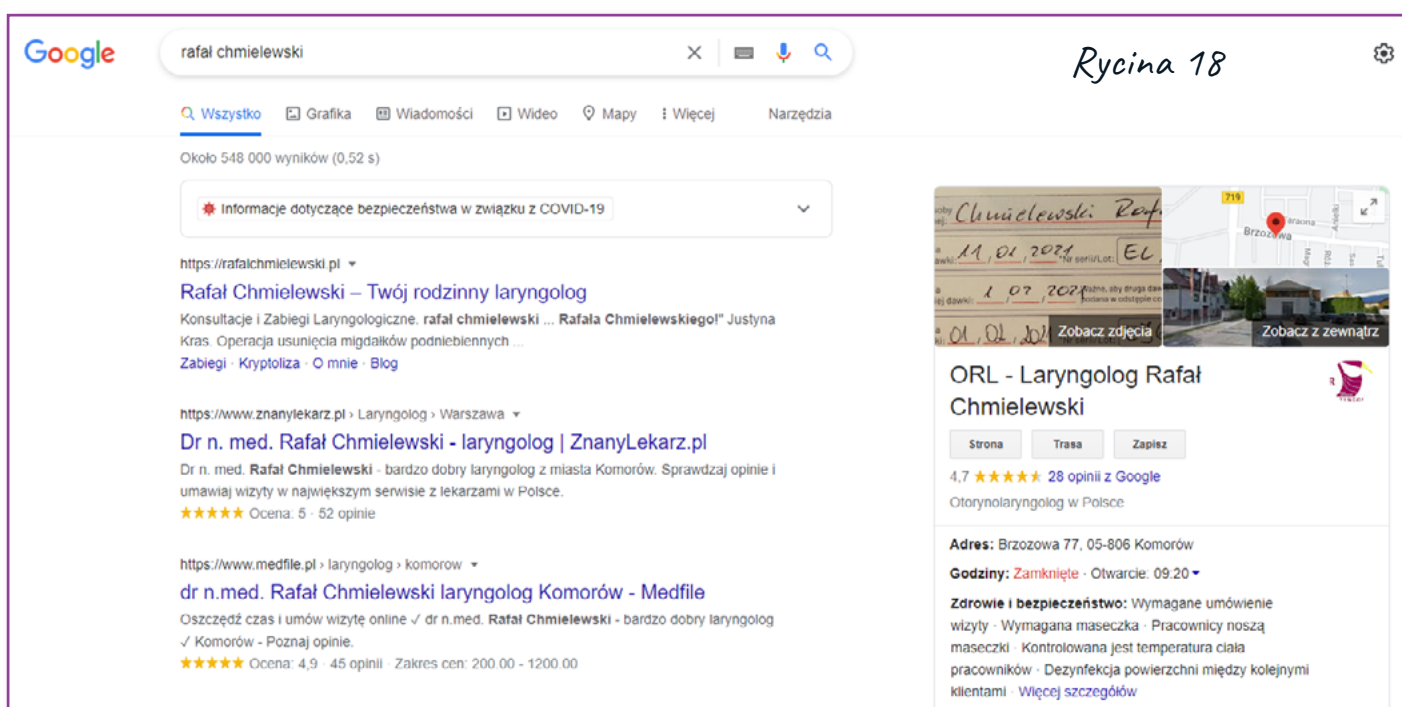 Google
rafał chmielewski
Rycina 18
Wszystko Grafika Wiadomości Wideo Mapy Więcej Narzędzia
Około 548 000 wyników (0,52 s)
Informacje dotyczące bezpieczeństwa w związku z COVID-19
https://rafalchmielewski.pl
Rafał Chmielewski – Twój rodzinny laryngolog
Konsultacje i Zabiegi Laryngologiczne. rafał chmielewski ... Rafała Chmielewskiego!" Justyna
Kras. Operacja usunięcia migdałków podniebiennych ...
Zabiegi · Kryptoliza · O mnie · Blog
https://www.znanylekarz.pl › Laryngolog › Warszawa
Dr n. med. Rafał Chmielewski - laryngolog | ZnanyLekarz.pl
Dr n. med. Rafał Chmielewski - bardzo dobry laryngolog z miasta Komorów. Sprawdzaj opinie i
umawiaj wizyty w największym serwisie z lekarzami w Polsce.
★★★★★ Ocena: 5 · 52 opinie
https://www.medfile.pl › laryngolog › komorow
dr n.med. Rafał Chmielewski laryngolog Komorów - Medfile
Oszczędź czas i umów wizytę online ✓ dr n.med. Rafał Chmielewski - bardzo dobry laryngolog
✓ Komorów - Poznaj opinie.
★★★★★ Ocena: 4,9 · 45 opinii · Zakres cen: 200.00 - 1200.00
Chmielewski
11, 01, 2021 Nr serii/Lot: EL
01, 02, 2021
Zobacz zdjęcia
719
Brzozowa
Zobacz z zewnątrz
ORL - Laryngolog Rafał
Chmielewski
Strona Trasa Zapisz
4,7 ★★★★★ 28 opinii z Google
Otorynolaryngolog w Polsce
Adres: Brzozowa 77, 05-806 Komorów
Godziny: Zamknięte · Otwarcie: 09:20
Zdrowie i bezpieczeństwo: Wymagane umówienie
wizyty · Wymagana maseczka · Pracownicy noszą
maseczki · Kontrolowana jest temperatura ciała
pracowników · Dezynfekcja powierzchni między kolejnymi
klientami · Więcej szczegółów